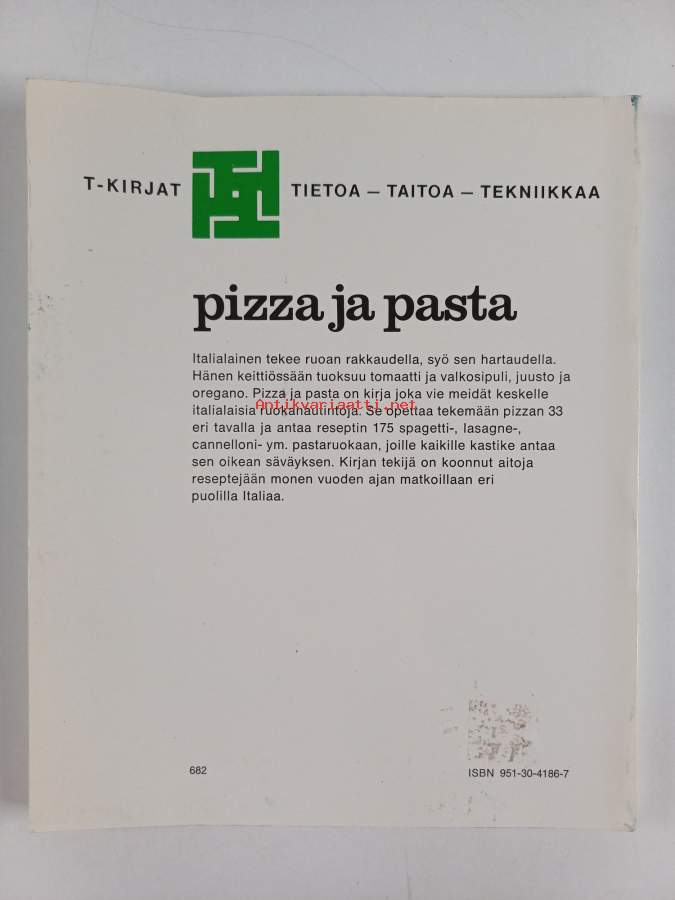 T-KIRJAT TIETOA – TAITOA – TEKNIIKKAA
pizza ja pasta
Italialainen tekee ruoan rakkaudella, syö sen hartaudella.
Hänen keittiössään tuoksuu tomaatti ja valkosipuli, juusto ja
oregano. Pizza ja pasta on kirja joka vie meidät keskelle
Antikvariaatti.net
italialaisia ruokanautintoja. Se opettaa tekemään pizzan 33
eri tavalla ja antaa reseptin 175 spagetti-, lasagne-,
cannelloni- ym. pastaruokaan, joille kaikille kastike antaa
sen oikean säväyksen. Kirjan tekijä on koonnut aitoja
reseptejään monen vuoden ajan matkoillaan eri
puolilla Italiaa.
682
ISBN 951-30-4186-7